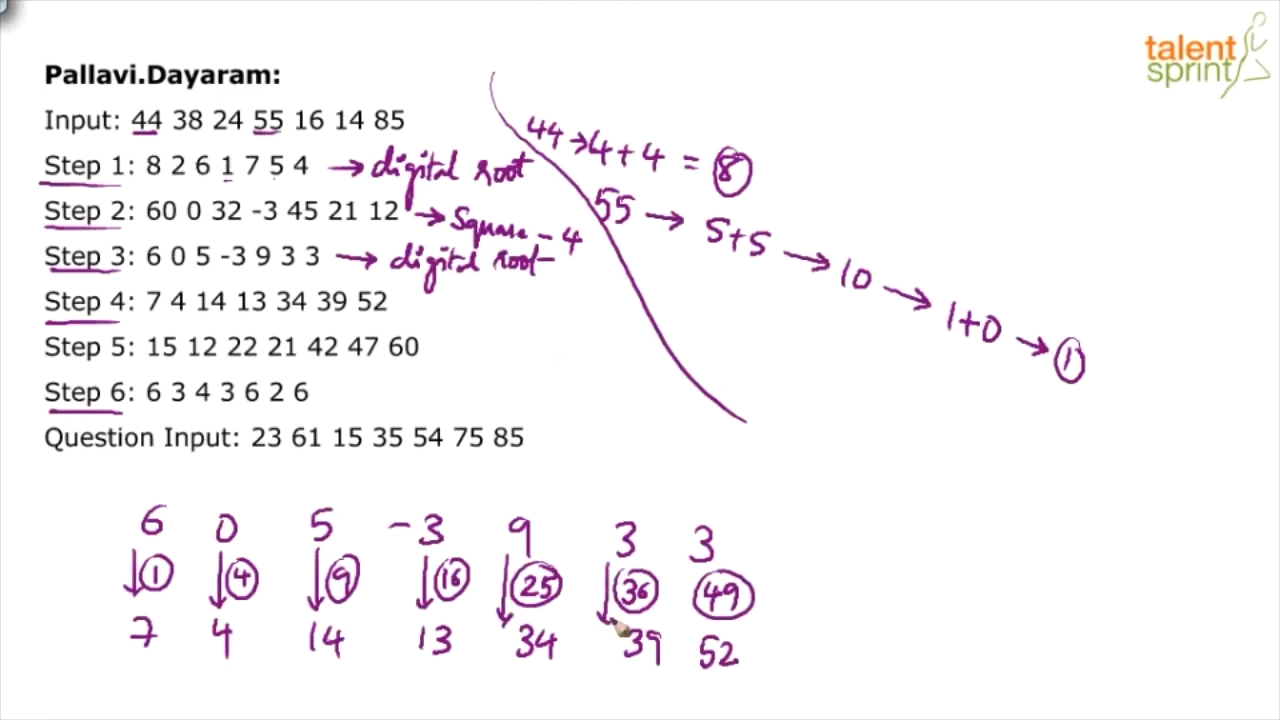 talent
sprint
Pallavi.Dayaram:
Input: 44 38 24 55 16 14 85
44 → 4+4 = 8
Step 1: 8 2 6 1 7 5 4 → digital root
55 → 5+5 → 10 → 1+0 → 1
Step 2: 60 0 32 -3 45 21 12 → Square - 4
Step 3: 6 0 5 -3 9 3 3 → digital root
Step 4: 7 4 14 13 34 39 52
Step 5: 15 12 22 21 42 47 60
Step 6: 6 3 4 3 6 2 6
Question Input: 23 61 15 35 54 75 85
6 0 5 -3 9 3 3
↓1 ↓4 ↓9 ↓16 ↓25 ↓36 49
7 4 14 13 34 39 52